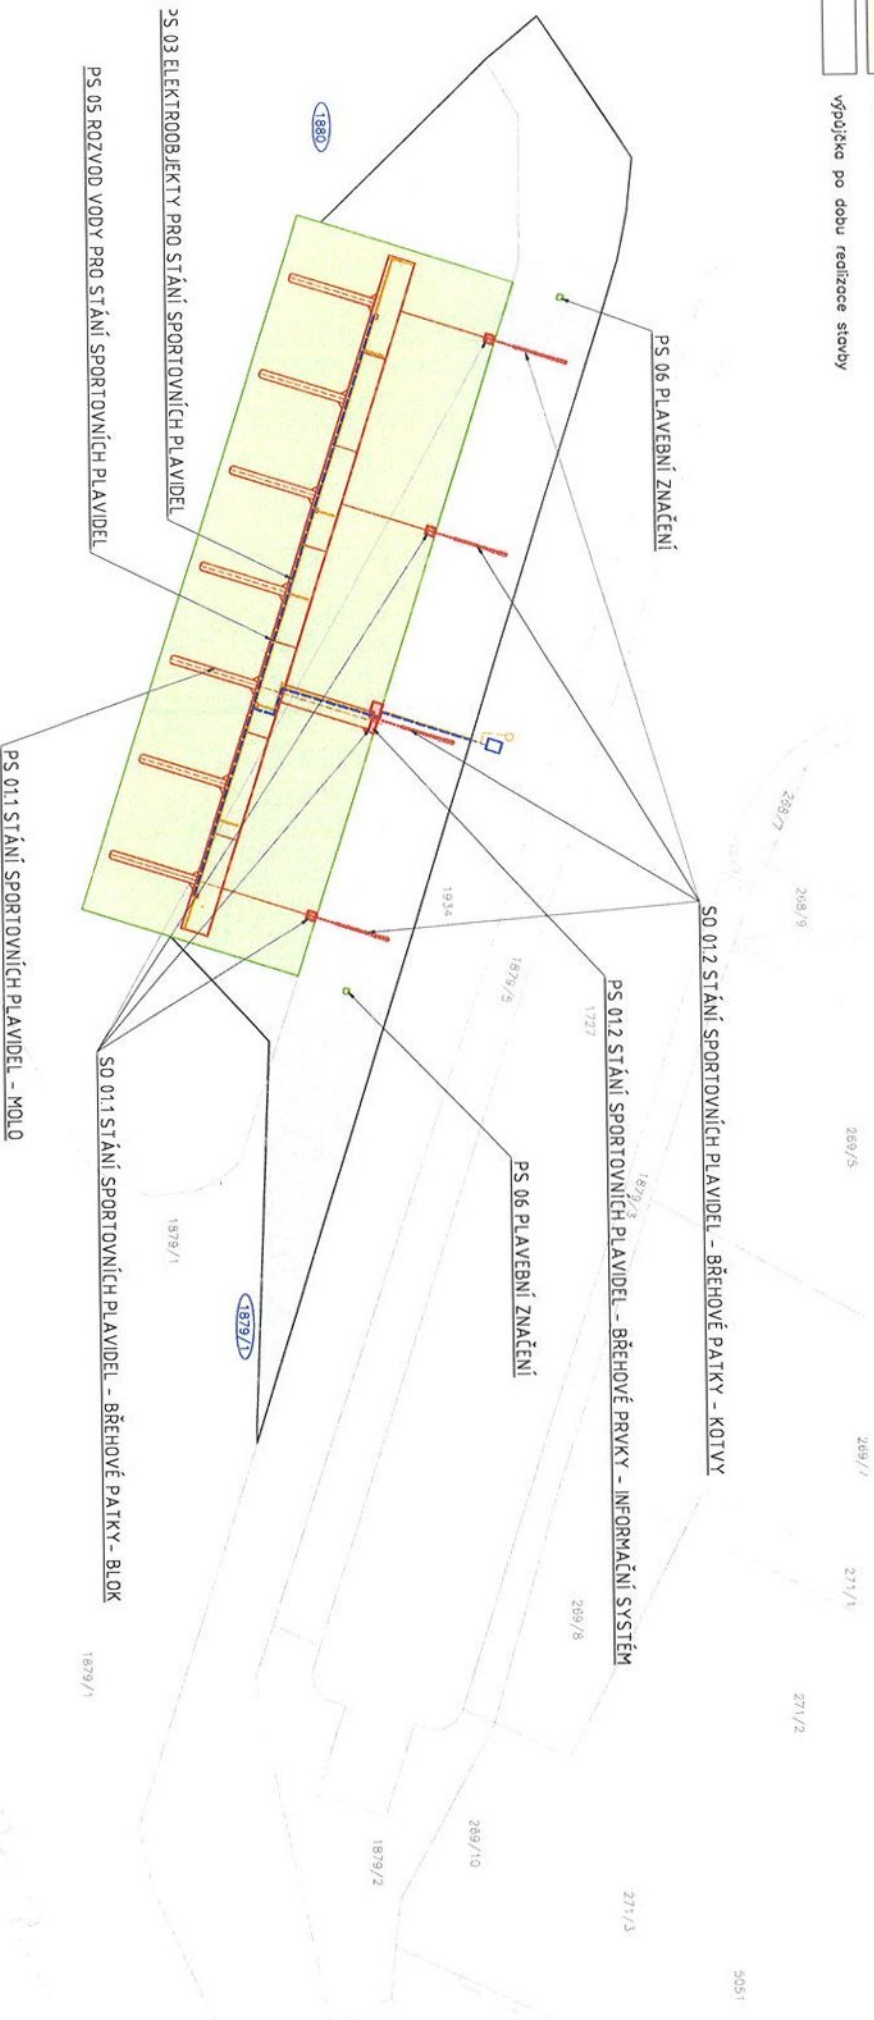 výpůjčka po dobu realizace stavby
PS 03 ELEKTROOBJEKTY PRO STÁNÍ SPORTOVNÍCH PLAVIDEL
PS 05 ROZVOD VODY PRO STÁNÍ SPORTOVNÍCH PLAVIDEL
1880
PS 06 PLAVEBNÍ ZNAČENÍ
268/7
268/9
1934
1879/5
1727
SO 01.2 STÁNÍ SPORTOVNÍCH PLAVIDEL - BŘEHOVÉ PATKY - KOTVY
PS 01.2 STÁNÍ SPORTOVNÍCH PLAVIDEL - BŘEHOVÉ PRVKY - INFORMAČNÍ SYSTÉM
PS 01.1 STÁNÍ SPORTOVNÍCH PLAVIDEL - MOLO
SO 01.1 STÁNÍ SPORTOVNÍCH PLAVIDEL - BŘEHOVÉ PATKY- BLOK
PS 06 PLAVEBNÍ ZNAČENÍ
269/5
1879/3
1879/1
1879/1
269/7
271/1
269/8
1879/1
271/2
269/10
1879/2
271/3
5051